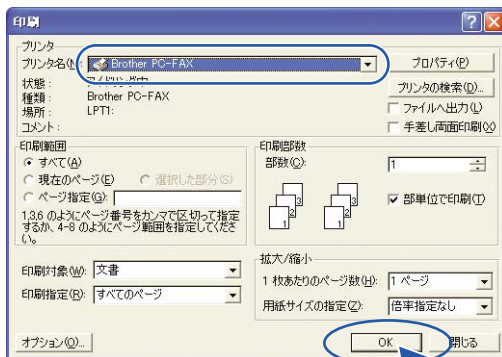 印刷
プリンタ
プリンタ名(N): Brother PC-FAX
プロパティ(P)
状態:
種類: Brother PC-FAX
場所: LPT1:
コメント:
プリンタの検索(D)...
ファイルへ出力(L)
手差し両面印刷(X)
印刷範囲
すべて(A)
現在のページ(E) 選択した部分(S)
ページ指定(G):
1,3,6 のようにページ番号をカンマで区切って指定
するか、4-8 のようにページ範囲を指定してくださ
い。
印刷部数
部数(C): 1
部単位で印刷(T)
印刷対象(W): 文書
印刷指定(R): すべてのページ
拡大/縮小
1 枚あたりのページ数(H): 1 ページ
用紙サイズの指定(Z): 倍率指定なし
オプション(O)...
OK
閉じる